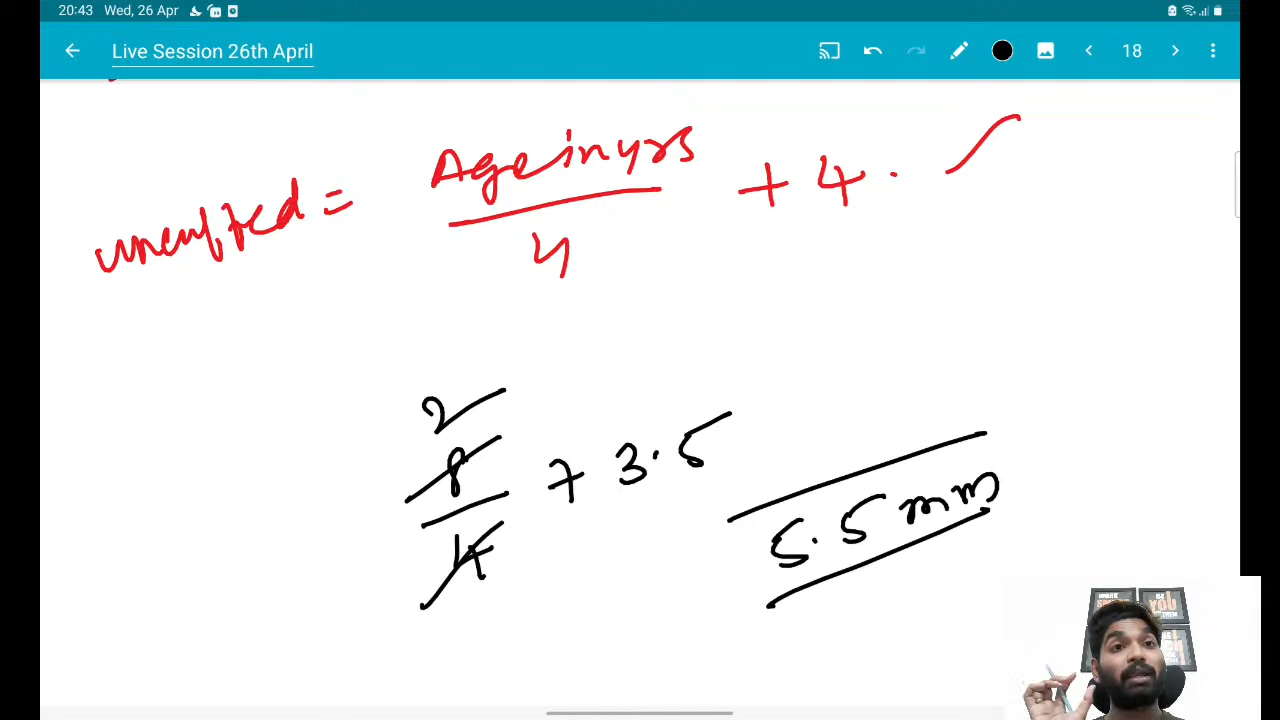 20:43 Wed, 26 Apr
Live Session 26th April
18
uncuffed = Age in yrs / 4 + 4.
2
8 / 4 + 3.5
5.5 mm